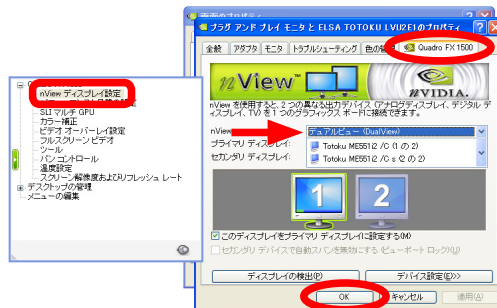 画面のプロパティ
プラグ アンド プレイ モニタ と ELSA TOTOKU LVU2E1のプロパティ
全般 アダプタ モニタ トラブルシューティング 色の管理 Quadro FX 1500
nView
NVIDIA.
nView を使用すると、2 つの異なる出力デバイス (アナログディスプレイ、デジタル デ
ィスプレイ、TV) を 1 つのグラフィックス ボードに接続できます。
nView
デュアルビュー (DualView)
プライマリ ディスプレイ:
Totoku ME551i2 /C (1 の 2)
セカンダリ ディスプレイ:
Totoku ME551i2 /C s (2 の 2)
1 2
このディスプレイをプライマリ ディスプレイに設定する(M)
セカンダリ デバイスで自動パンを無効にする (ビューポート ロック)(U)
ディスプレイの検出(P) デバイス設定(E)>>
OK キャンセル 適用(A)
nView ディスプレイ設定
SLI マルチ GPU
カラー補正
ビデオ オーバーレイ設定
フルスクリーン ビデオ
ツール
パン コントロール
温度設定
スクリーン解像度およびリフレッシュ レート
デスクトップの管理
メニューの編集